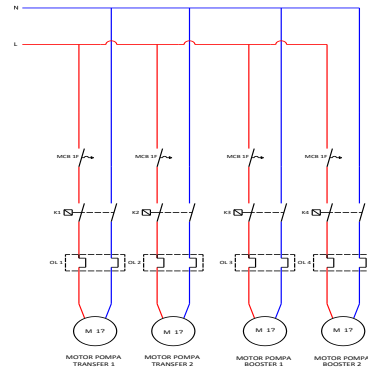 N
L
MCB 1F MCB 1F MCB 1F MCB 1F
K1 K2 K3 K4
OL 1 OL 2 OL 3 OL 4
M 1~ M 1~ M 1~ M 1~
MOTOR POMPA TRANSFER 1
MOTOR POMPA TRANSFER 2
MOTOR POMPA BOOSTER 1
MOTOR POMPA BOOSTER 2